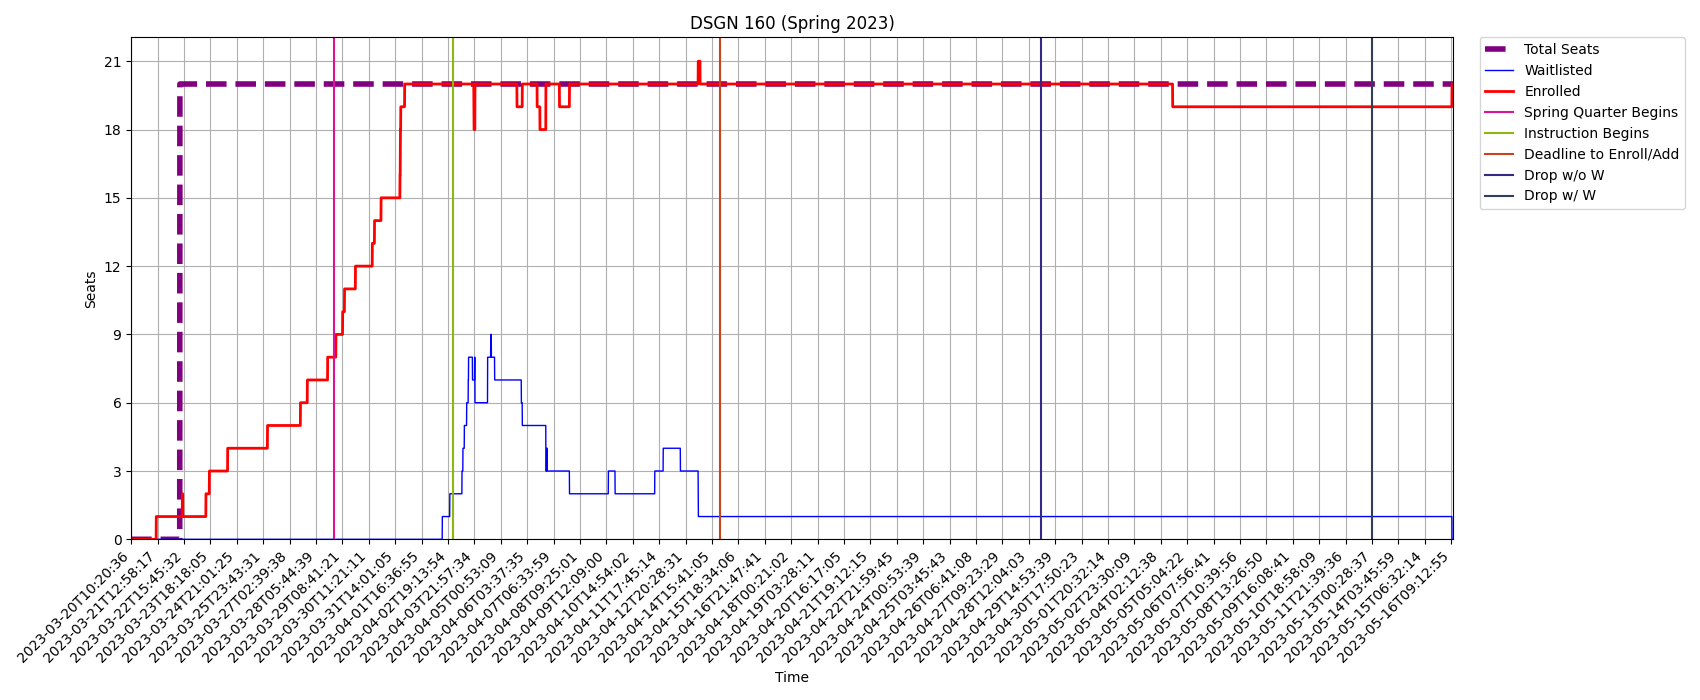 DSGN 160 (Spring 2023)
21
18
15
12
9
6
3
0
Seats
2023-03-20T10:20:36
2023-03-21T12:58:17
2023-03-22T15:45:32
2023-03-23T18:18:05
2023-03-24T21:01:25
2023-03-25T23:43:31
2023-03-27T02:39:38
2023-03-28T05:44:39
2023-03-29T08:41:21
2023-03-30T11:21:11
2023-03-31T14:01:05
2023-04-01T16:36:55
2023-04-02T19:13:54
2023-04-03T21:57:34
2023-04-05T00:53:09
2023-04-06T03:37:35
2023-04-07T06:33:59
2023-04-08T09:25:01
2023-04-09T12:09:00
2023-04-10T14:54:02
2023-04-11T17:45:14
2023-04-12T20:28:31
2023-04-14T15:41:05
2023-04-15T18:34:06
2023-04-16T21:47:41
2023-04-18T00:21:02
2023-04-19T03:28:11
2023-04-20T16:17:05
2023-04-21T19:12:15
2023-04-22T21:59:45
2023-04-24T00:53:39
2023-04-25T03:45:43
2023-04-26T06:41:08
2023-04-27T09:23:29
2023-04-28T12:04:03
2023-04-29T14:53:39
2023-04-30T17:50:23
2023-05-01T20:32:14
2023-05-02T23:30:09
2023-05-04T02:12:38
2023-05-05T05:04:22
2023-05-06T07:56:41
2023-05-07T10:39:56
2023-05-08T13:26:50
2023-05-09T16:08:41
2023-05-10T18:58:09
2023-05-11T21:39:36
2023-05-13T00:28:37
2023-05-14T03:45:59
2023-05-15T06:32:14
2023-05-16T09:12:55
Time
Total Seats
Waitlisted
Enrolled
Spring Quarter Begins
Instruction Begins
Deadline to Enroll/Add
Drop w/o W
Drop w/ W